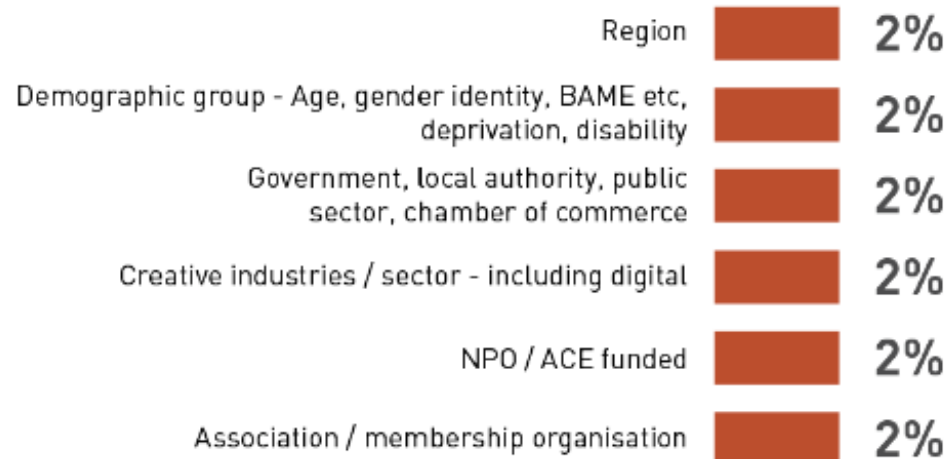 Region 2%
Demographic group - Age, gender identity, BAME etc,
deprivation, disability 2%
Government, local authority, public
sector, chamber of commerce 2%
Creative industries / sector - including digital 2%
NPO / ACE funded 2%
Association / membership organisation 2%